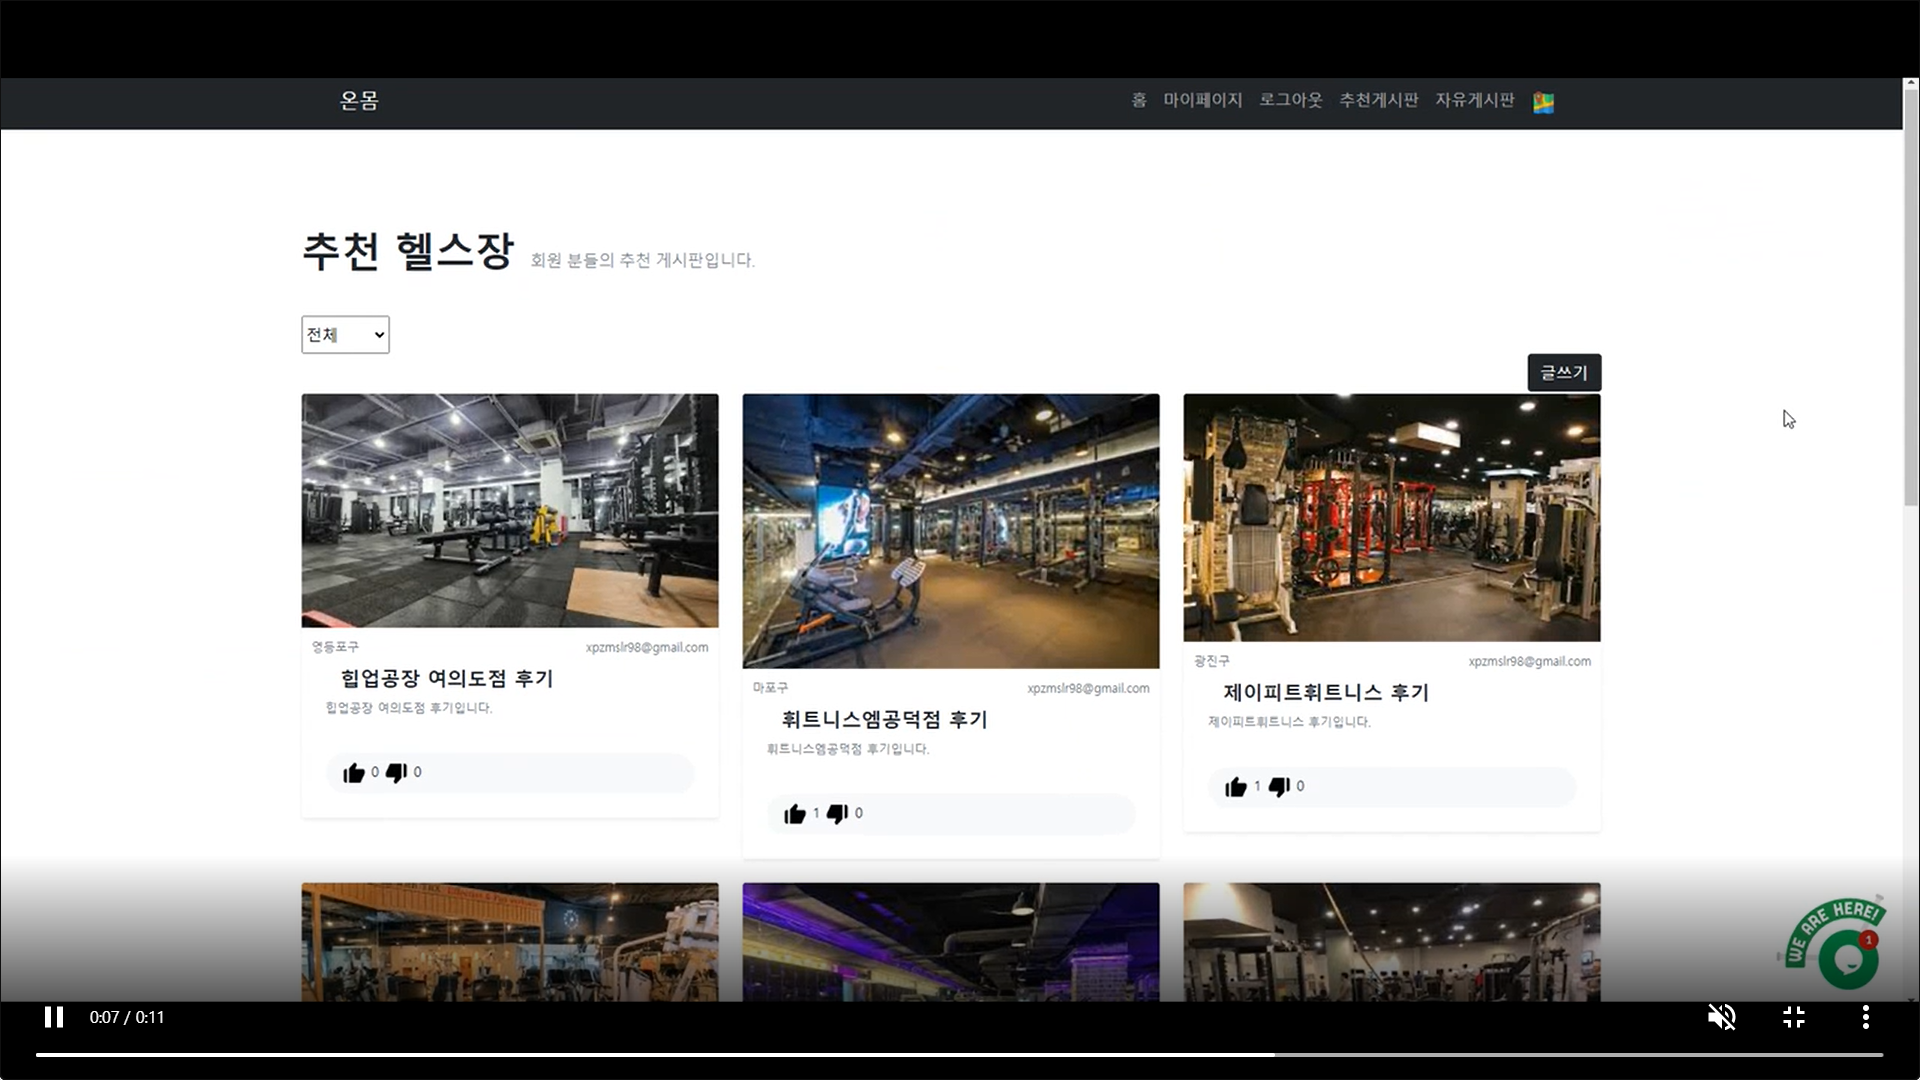 온몸
홈 마이페이지 로그아웃 추천게시판 자유게시판
추천 헬스장 회원 분들의 추천 게시판입니다.
전체
글쓰기
영등포구 xpzmslr98@gmail.com
힙업공장 여의도점 후기
힙업공장 여의도점 후기입니다.
0 0
마포구 xpzmslr98@gmail.com
휘트니스엠공덕점 후기
휘트니스엠공덕점 후기입니다.
1 0
광진구 xpzmslr98@gmail.com
제이피트휘트니스 후기
제이피트휘트니스 후기입니다.
1 0
WE ARE HERE!
1
0:07 / 0:11